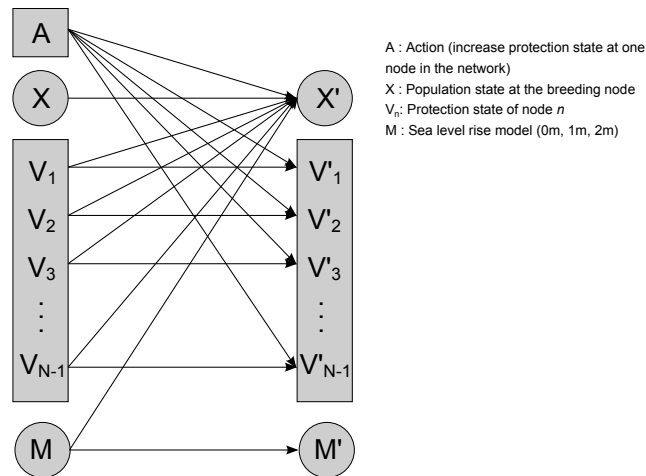 A
X
V1
V2
V3
⋮
VN-1
M
X'
V'1
V'2
V'3
⋮
V'N-1
M'
A : Action (increase protection state at one
node in the network)
X : Population state at the breeding node
Vn: Protection state of node n
M : Sea level rise model (0m, 1m, 2m)